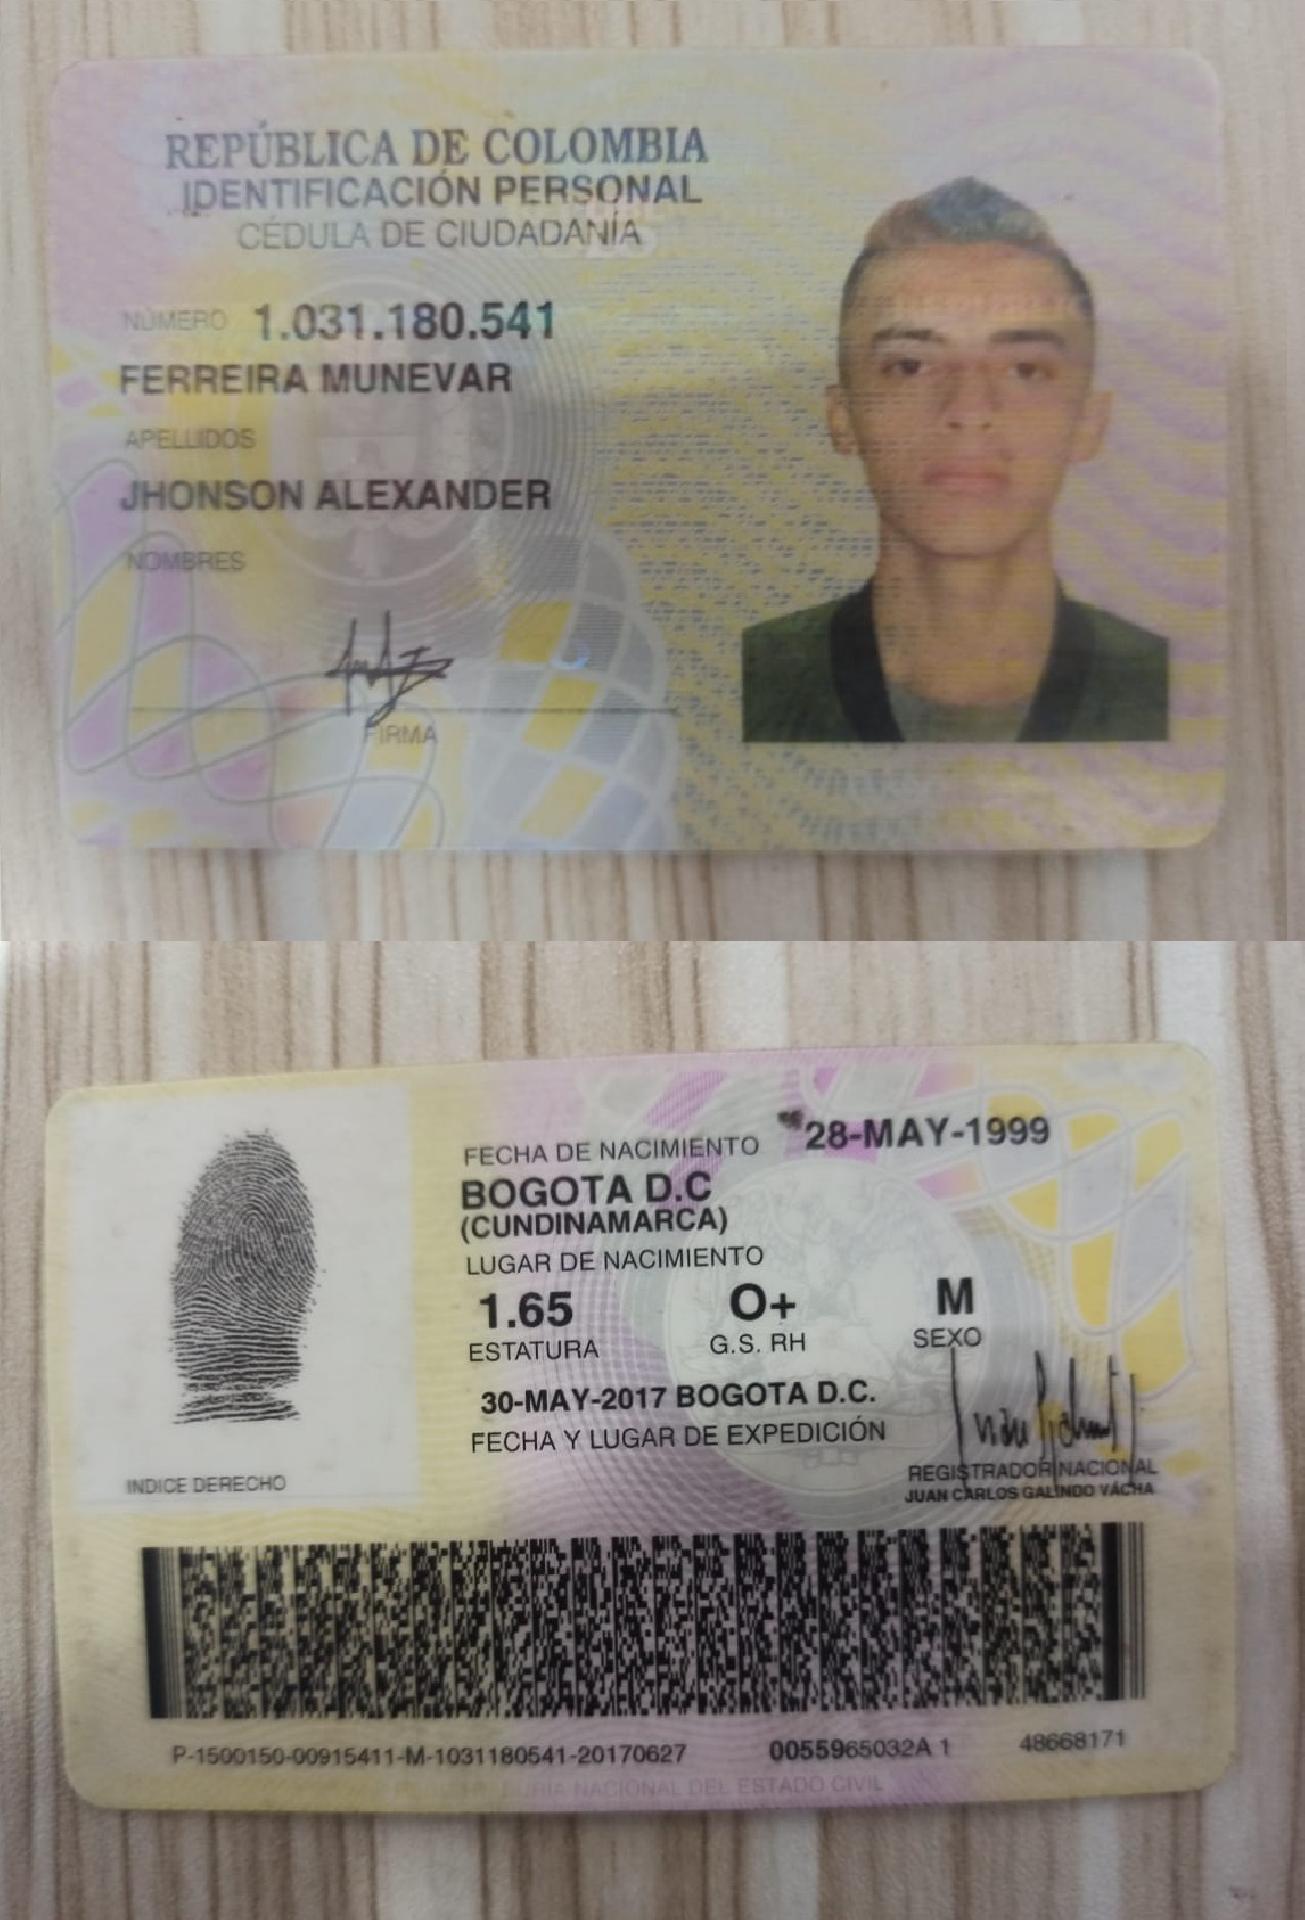 REPÚBLICA DE COLOMBIA
IDENTIFICACIÓN PERSONAL
CÉDULA DE CIUDADANÍA
NÚMERO 1.031.180.541
FERREIRA MUNEVAR
APELLIDOS
JHONSON ALEXANDER
NOMBRES
FIRMA
FECHA DE NACIMIENTO 28-MAY-1999
BOGOTA D.C
(CUNDINAMARCA)
LUGAR DE NACIMIENTO
1.65 O+ M
ESTATURA G.S. RH SEXO
30-MAY-2017 BOGOTA D.C.
FECHA Y LUGAR DE EXPEDICIÓN
REGISTRADOR NACIONAL
JUAN CARLOS GALINDO VÁCHA
INDICE DERECHO
P-1500150-00915411-M-1031180541-20170627 0055965032A 1 48668171
NACIONAL DEL ESTADO CIVIL